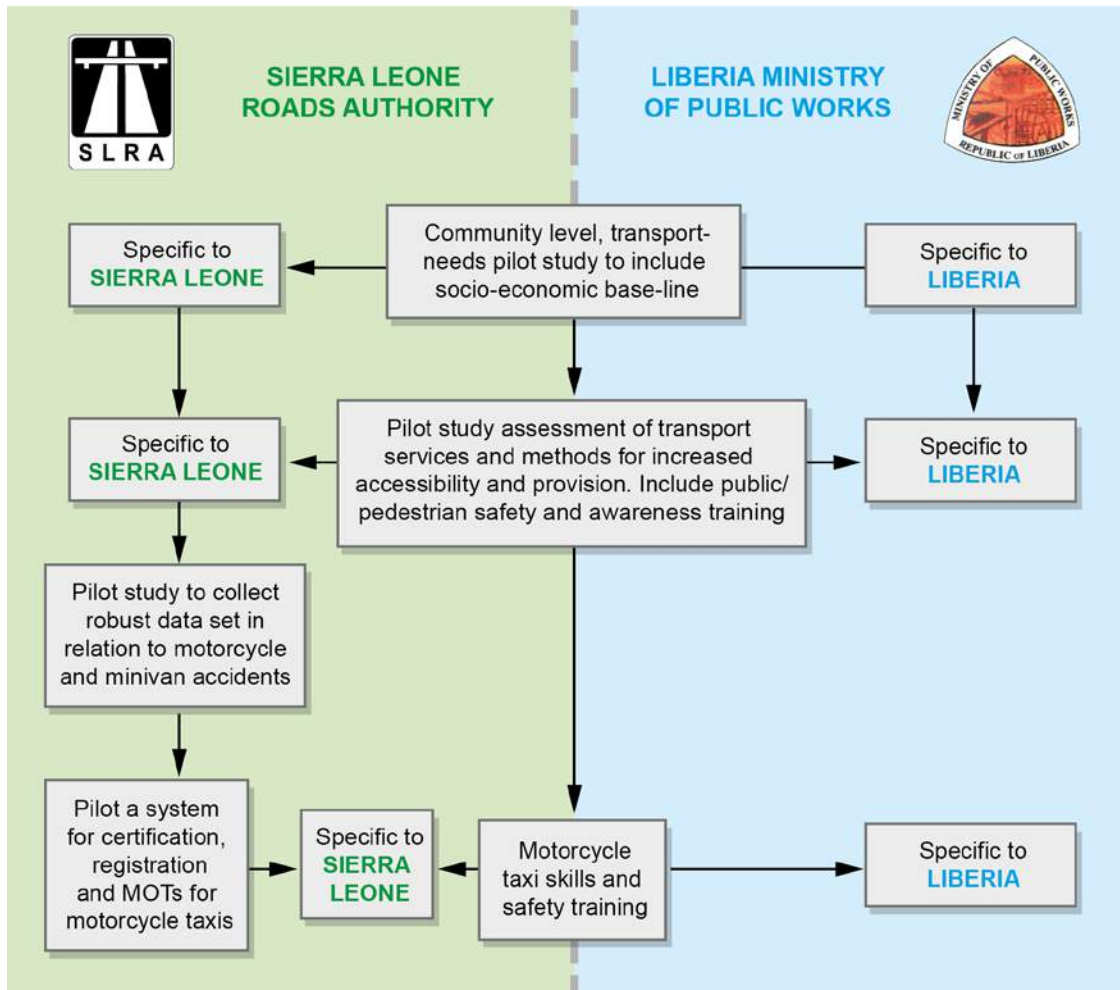 SLRA
SIERRA LEONE
ROADS AUTHORITY
LIBERIA MINISTRY
OF PUBLIC WORKS
MINISTRY OF PUBLIC WORKS
REPUBLIC OF LIBERIA
Specific to
SIERRA LEONE
Community level, transport-
needs pilot study to include
socio-economic base-line
Specific to
LIBERIA
Specific to
SIERRA LEONE
Pilot study assessment of transport
services and methods for increased
accessibility and provision. Include public/
pedestrian safety and awareness training
Specific to
LIBERIA
Pilot study to collect
robust data set in
relation to motorcycle
and minivan accidents
Pilot a system
for certification,
registration
and MOTs for
motorcycle taxis
Specific to
SIERRA
LEONE
Motorcycle
taxi skills and
safety training
Specific to
LIBERIA